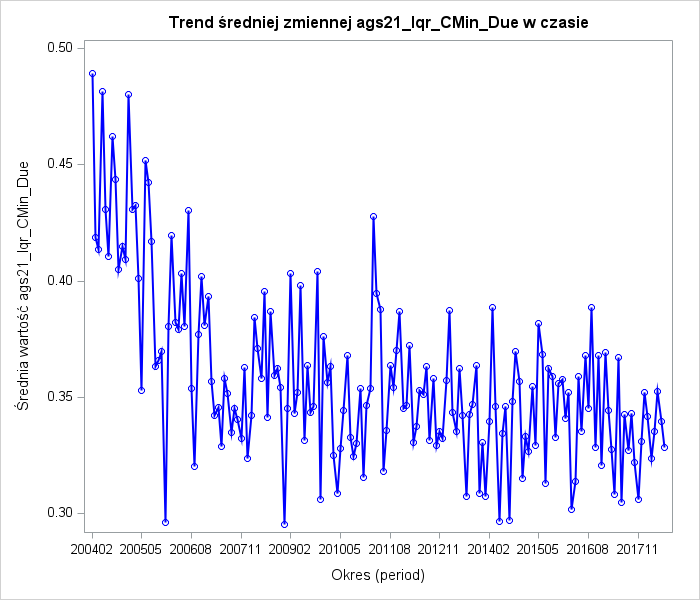 Trend średniej zmiennej ags21_Iqr_CMin_Due w czasie
0.50
0.45
0.40
0.35
0.30
Średnia wartość ags21_Iqr_CMin_Due
200402 200505 200608 200711 200902 201005 201108 201211 201402 201505 201608 201711
Okres (period)